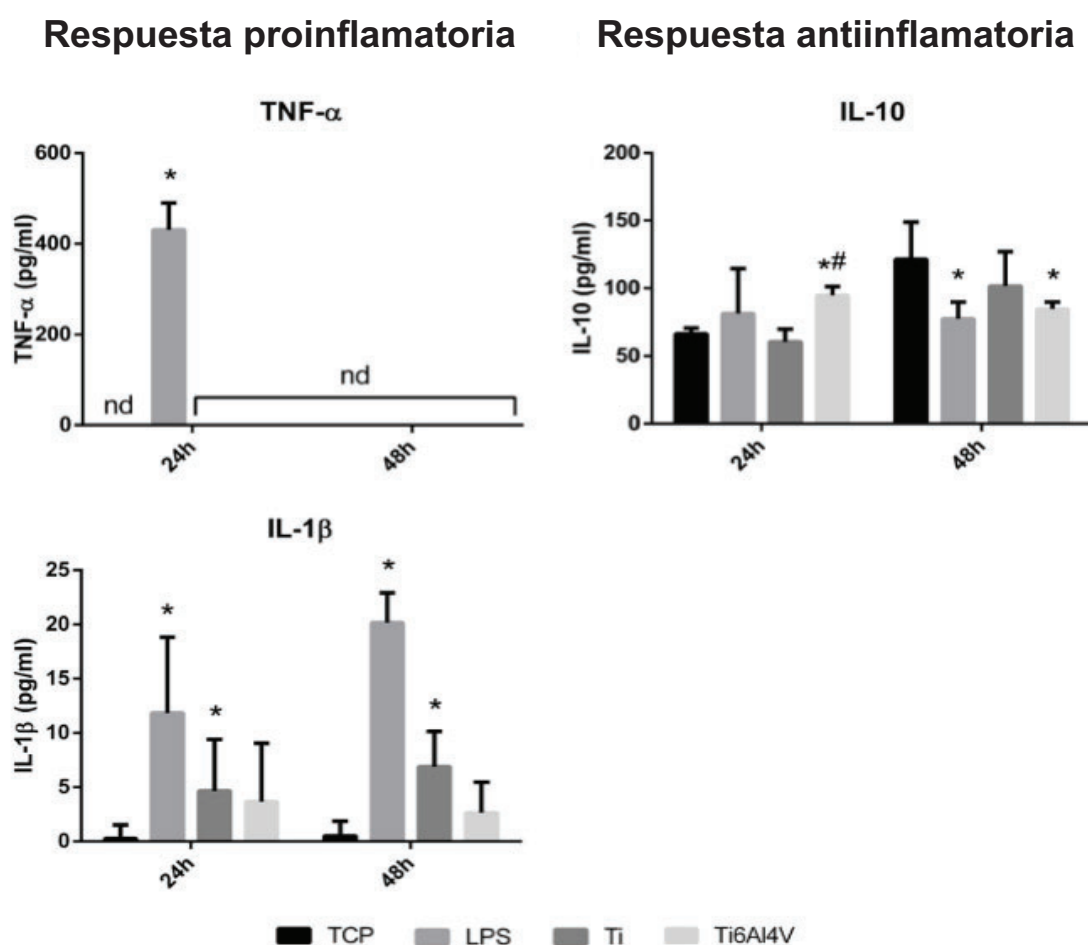 Respuesta proinflamatoria
Respuesta antiinflamatoria
TNF-α
600
400
200
0
TNF-α (pg/ml)
*
nd
nd
24h
48h
IL-10
200
150
100
50
0
IL-10 (pg/ml)
*#
*
*
24h
48h
IL-1β
25
20
15
10
5
0
IL-1β (pg/ml)
*
*
*
*
24h
48h
TCP LPS Ti Ti6Al4V